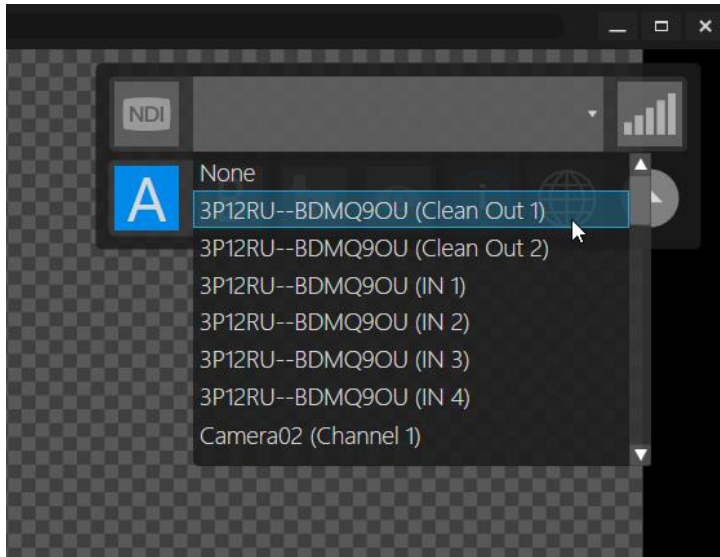 NDI
A
None
3P12RU--BDMQ9OU (Clean Out 1)
3P12RU--BDMQ9OU (Clean Out 2)
3P12RU--BDMQ9OU (IN 1)
3P12RU--BDMQ9OU (IN 2)
3P12RU--BDMQ9OU (IN 3)
3P12RU--BDMQ9OU (IN 4)
Camera02 (Channel 1)